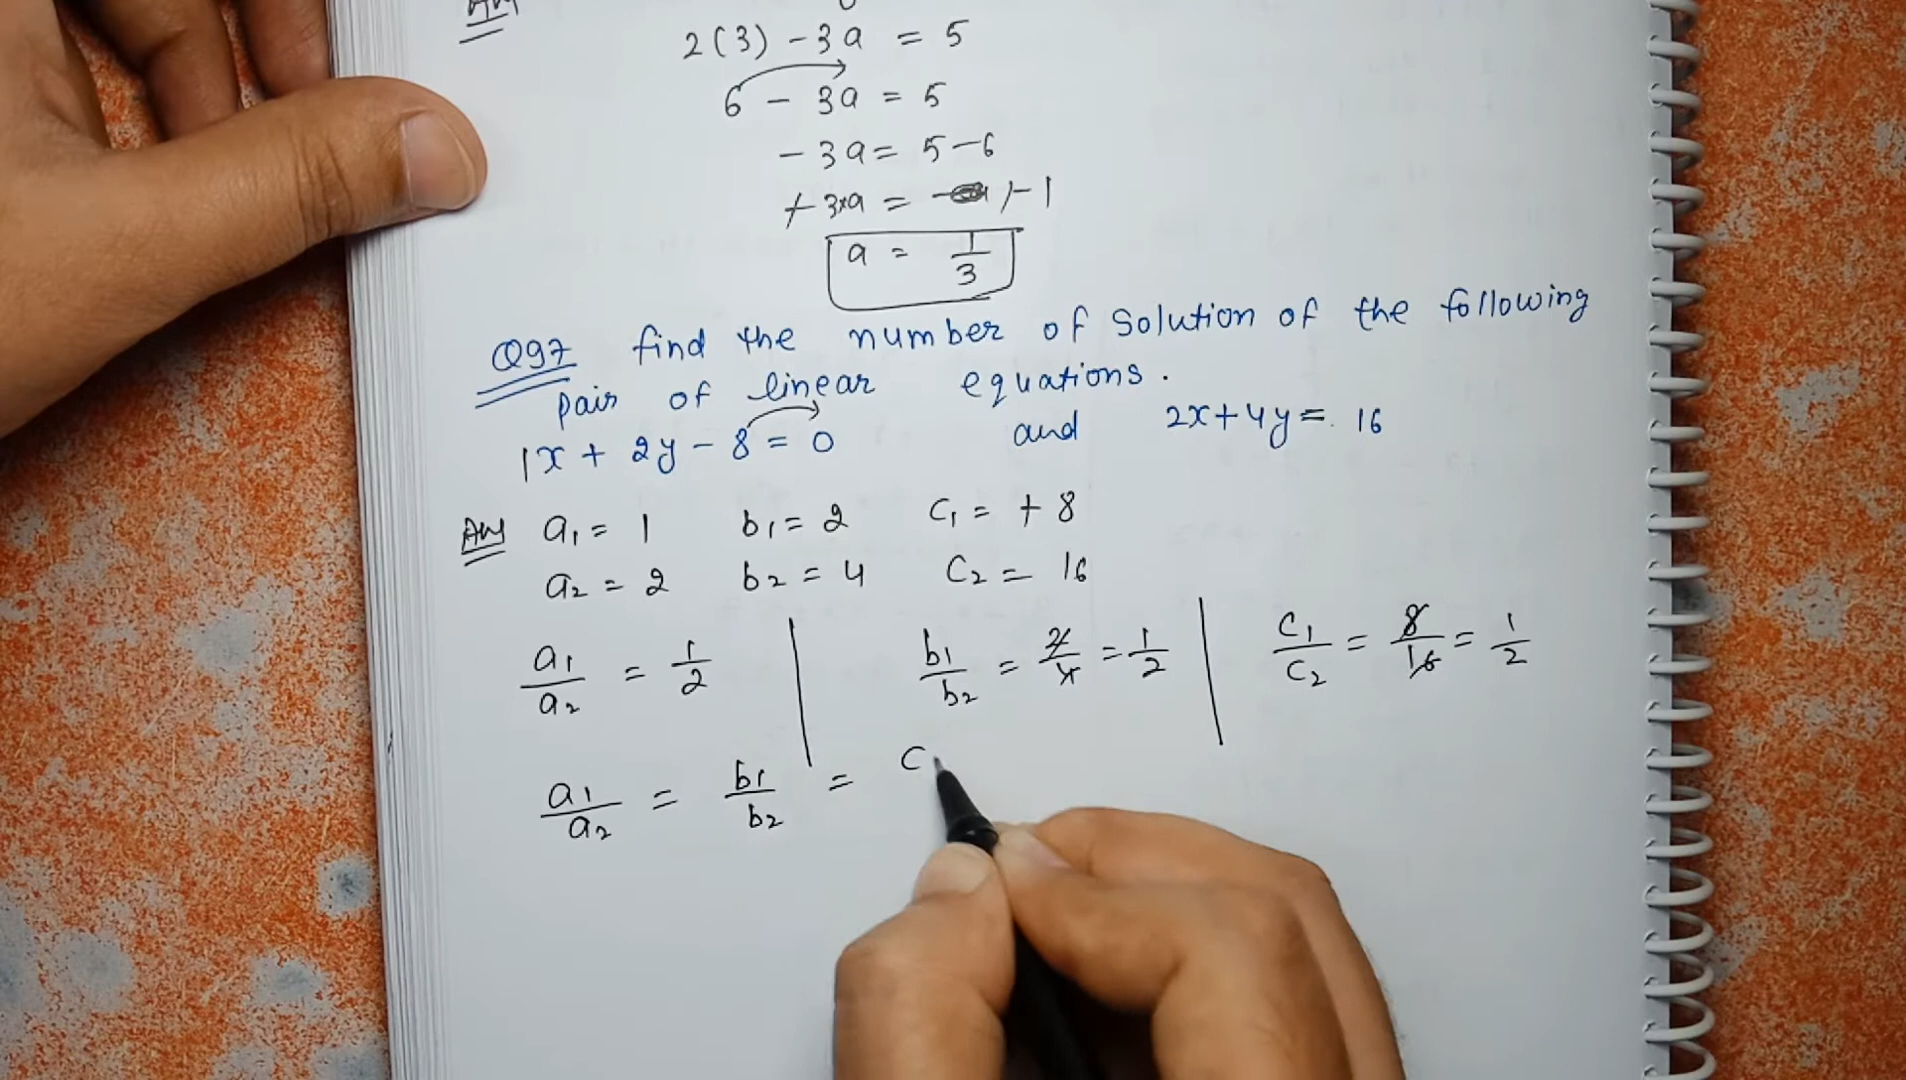 2(3) - 3a = 5
6 - 3a = 5
- 3a = 5 - 6
+ 3×a = - 1
a = 1/3
Q97 find the number of solution of the following
pair of linear equations.
1x + 2y - 8 = 0 and 2x+4y = 16
Ans a1 = 1 b1 = 2 c1 = + 8
a2 = 2 b2 = 4 c2 = 16
a1/a2 = 1/2 b1/b2 = 2/4 = 1/2 c1/c2 = 8/16 = 1/2
a1/a2 = b1/b2 = c